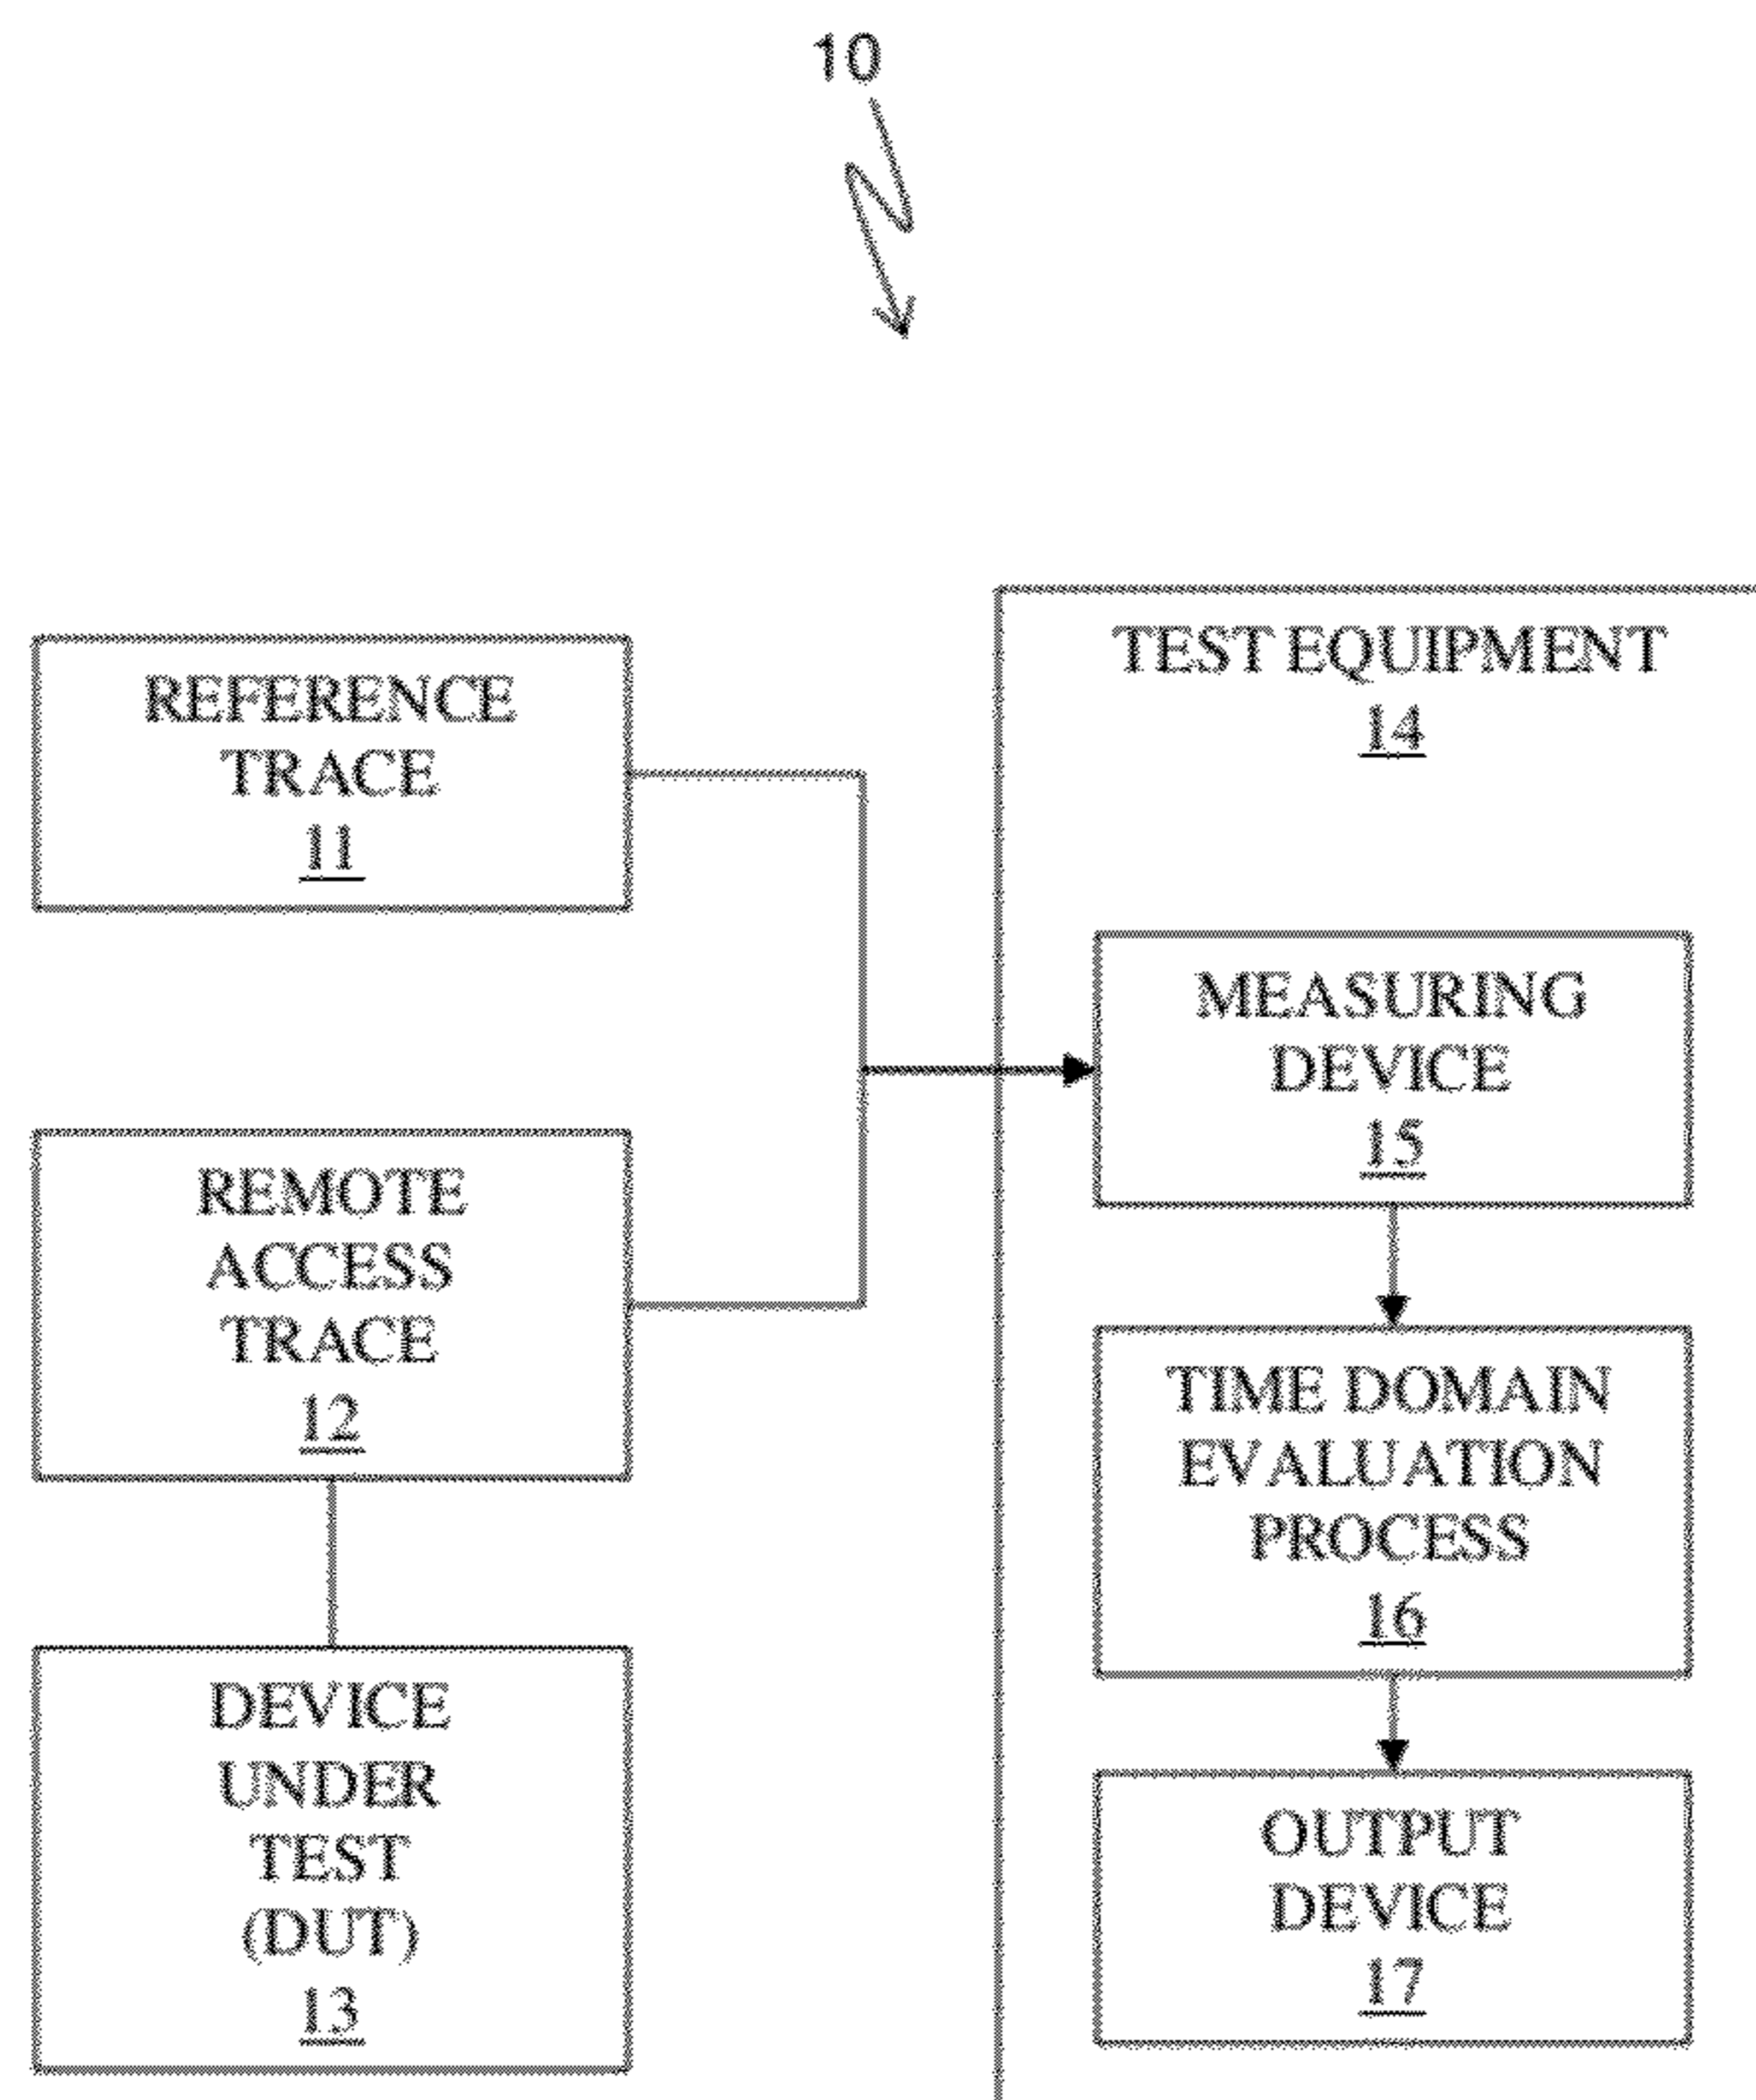 10
REFERENCE
TRACE
11
REMOTE
ACCESS
TRACE
12
DEVICE
UNDER
TEST
(DUT)
13
TEST EQUIPMENT
14
MEASURING
DEVICE
15
TIME DOMAIN
EVALUATION
PROCESS
16
OUTPUT
DEVICE
17